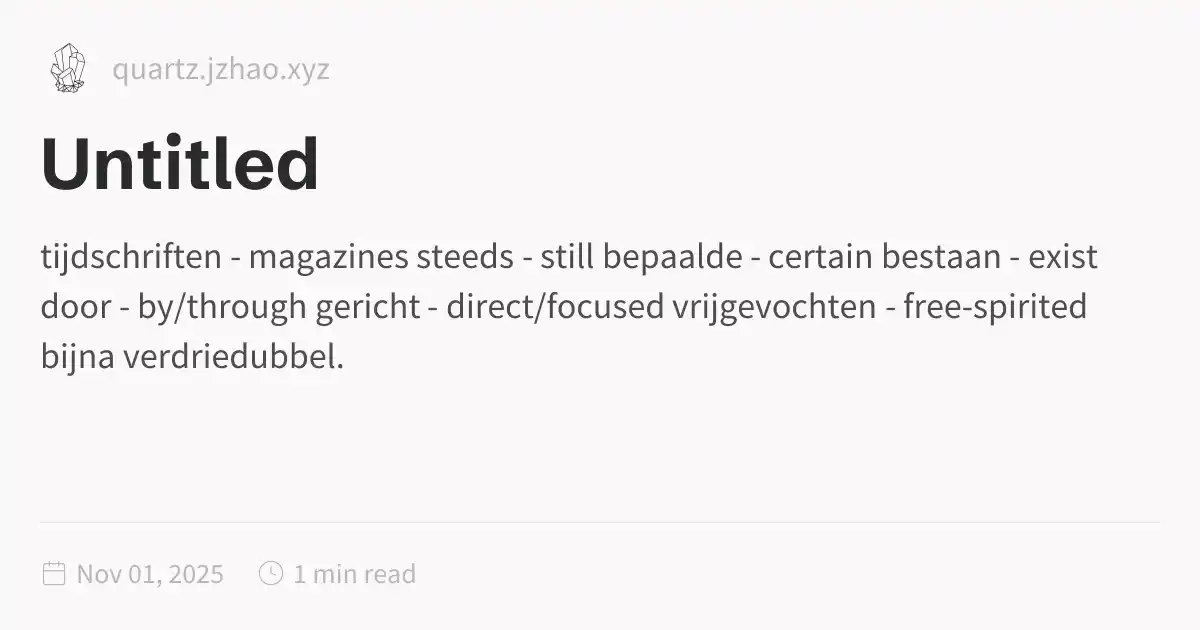 quartz.jzhao.xyz
Untitled
tijdschriften - magazines steeds - still bepaalde - certain bestaan - exist
door - by/through gericht - direct/focused vrijgevochten - free-spirited
bijna verdriedubbel.
Nov 01, 2025 1 min read